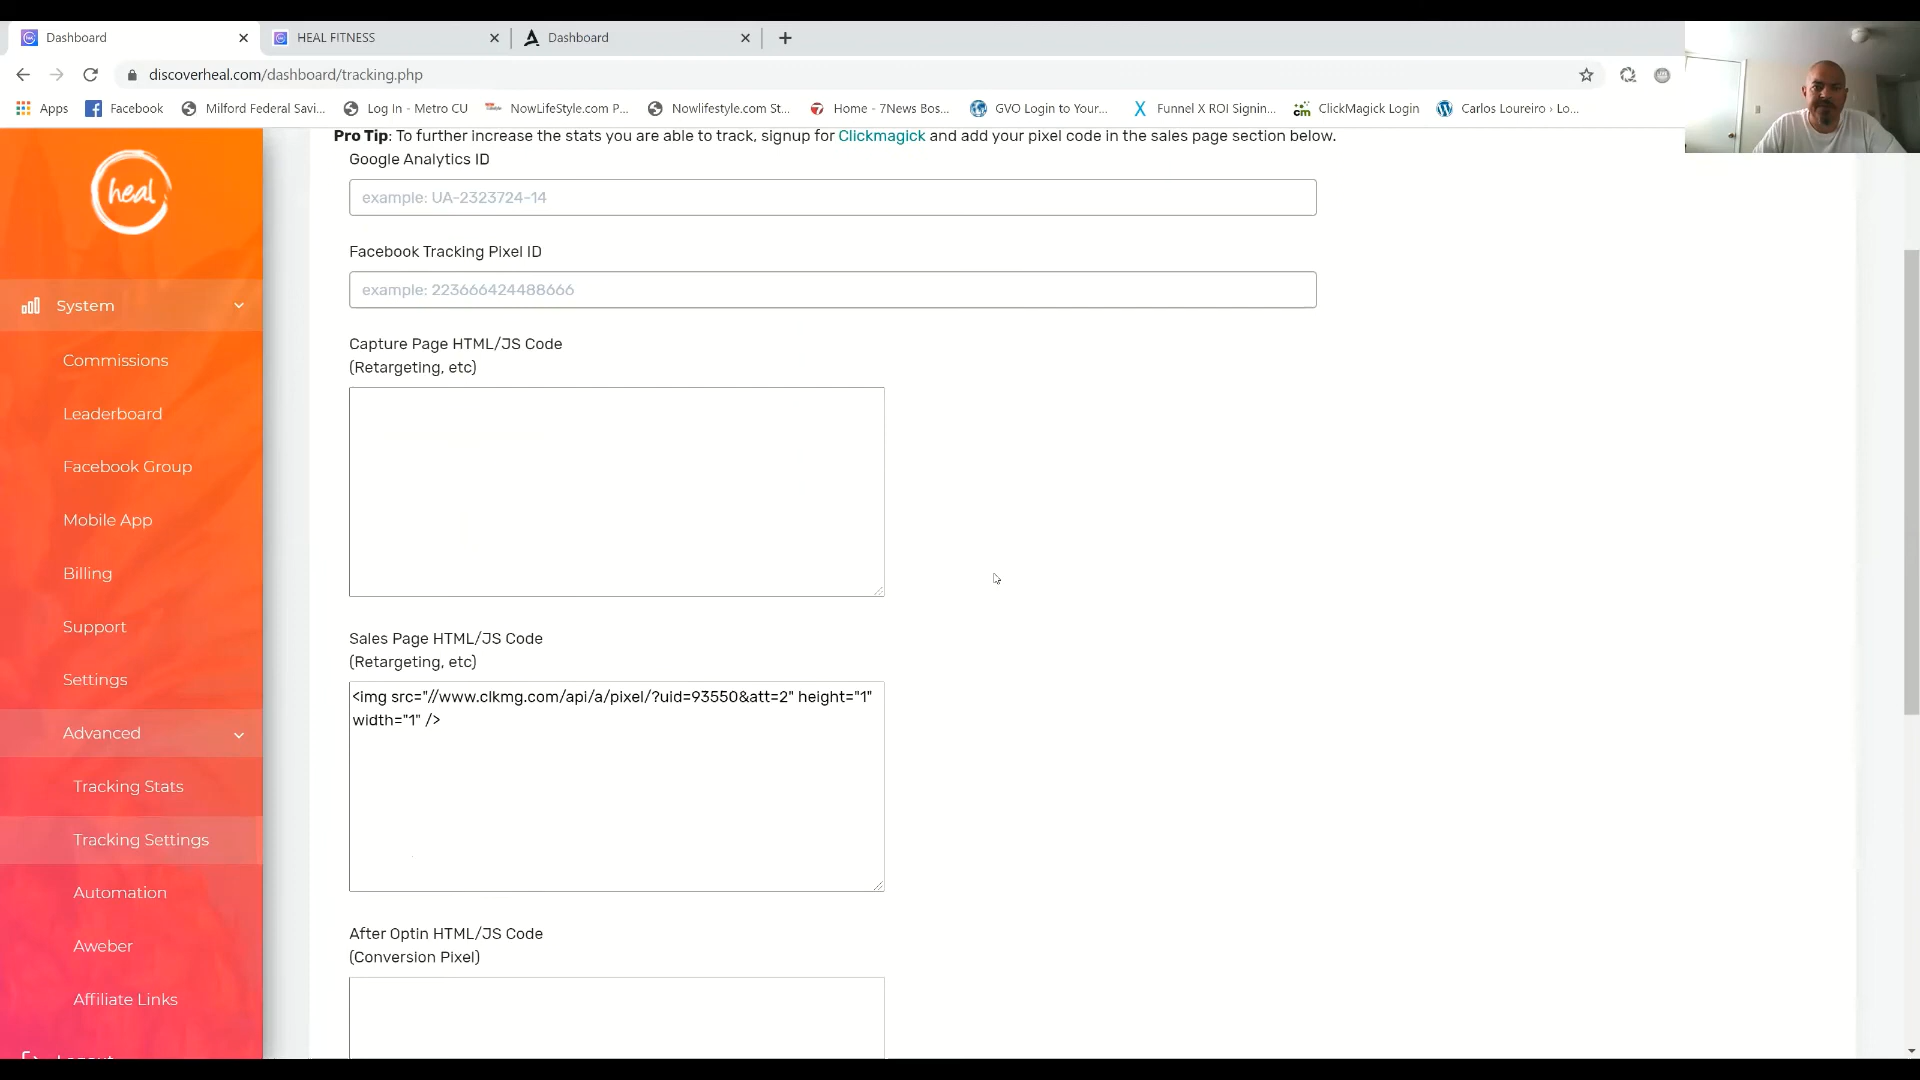 Dashboard
HEAL FITNESS
Dashboard
discoverheal.com/dashboard/tracking.php
Apps
Facebook
Milford Federal Savi...
Log In - Metro CU
NowLifeStyle.com P...
Nowlifestyle.com St...
Home - 7News Bos...
GVO Login to Your...
Funnel X ROI Signin...
ClickMagick Login
Carlos Loureiro › Lo...
heal
System
Commissions
Leaderboard
Facebook Group
Mobile App
Billing
Support
Settings
Advanced
Tracking Stats
Tracking Settings
Automation
Aweber
Affiliate Links
Logout
Pro Tip: To further increase the stats you are able to track, signup for Clickmagick and add your pixel code in the sales page section below.
Google Analytics ID
example: UA-2323724-14
Facebook Tracking Pixel ID
example: 223666424488666
Capture Page HTML/JS Code
(Retargeting, etc)
Sales Page HTML/JS Code
(Retargeting, etc)
<img src="//www.clkmg.com/api/a/pixel/?uid=93550&att=2" height="1"
width="1" />
After Optin HTML/JS Code
(Conversion Pixel)